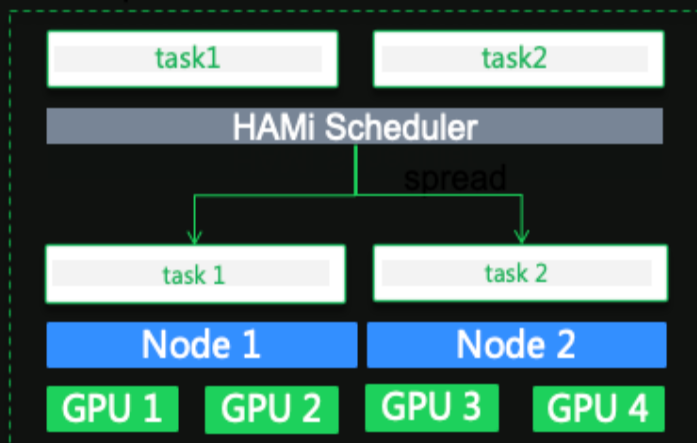 task1
task2
HAMi Scheduler
spread
task 1
task 2
Node 1
Node 2
GPU 1
GPU 2
GPU 3
GPU 4